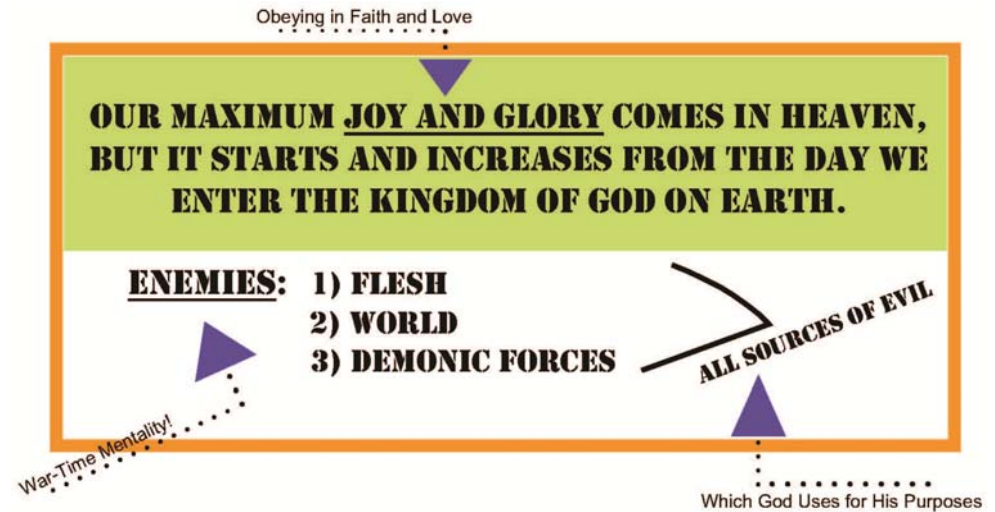 Obeying in Faith and Love
OUR MAXIMUM JOY AND GLORY COMES IN HEAVEN,
BUT IT STARTS AND INCREASES FROM THE DAY WE
ENTER THE KINGDOM OF GOD ON EARTH.
ENEMIES: 1) FLESH
2) WORLD
3) DEMONIC FORCES
ALL SOURCES OF EVIL
War-Time Mentality!
Which God Uses for His Purposes